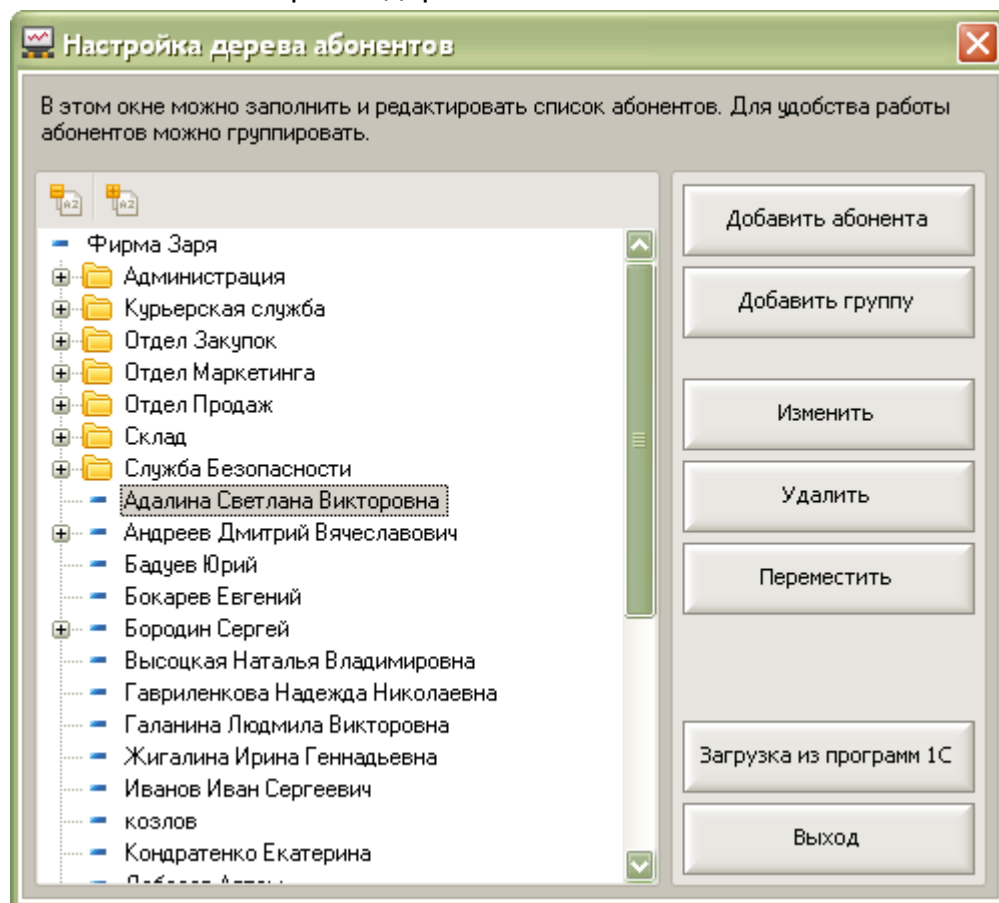 Настройка дерева абонентов
В этом окне можно заполнить и редактировать список абонентов. Для удобства работы
абонентов можно группировать.
Фирма Заря
Администрация
Курьерская служба
Отдел Закупок
Отдел Маркетинга
Отдел Продаж
Склад
Служба Безопасности
Адалина Светлана Викторовна
Андреев Дмитрий Вячеславович
Бадуев Юрий
Бокарев Евгений
Бородин Сергей
Высоцкая Наталья Владимировна
Гавриленкова Надежда Николаевна
Галанина Людмила Викторовна
Жигалина Ирина Геннадьевна
Иванов Иван Сергеевич
козлов
Кондратенко Екатерина
Добавить абонента
Добавить группу
Изменить
Удалить
Переместить
Загрузка из программ 1С
Выход